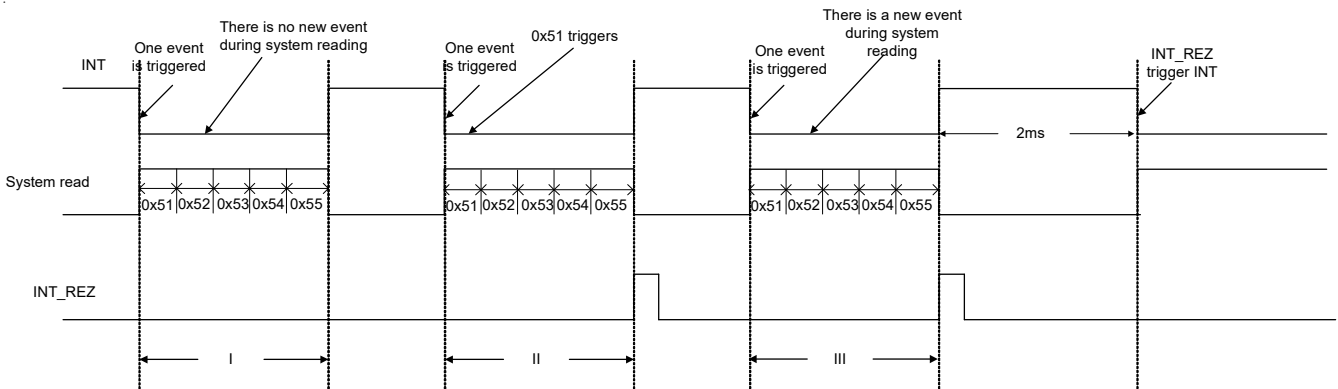 There is no new event
during system reading
One event
is triggered
INT
One event
is triggered
0x51 triggers
There is a new event
during system
reading
One event
is triggered
INT_REZ
trigger INT
2ms
System read
0x51 0x52 0x53 0x54 0x55
0x51 0x52 0x53 0x54 0x55
0x51 0x52 0x53 0x54 0x55
INT_REZ
I
II
III